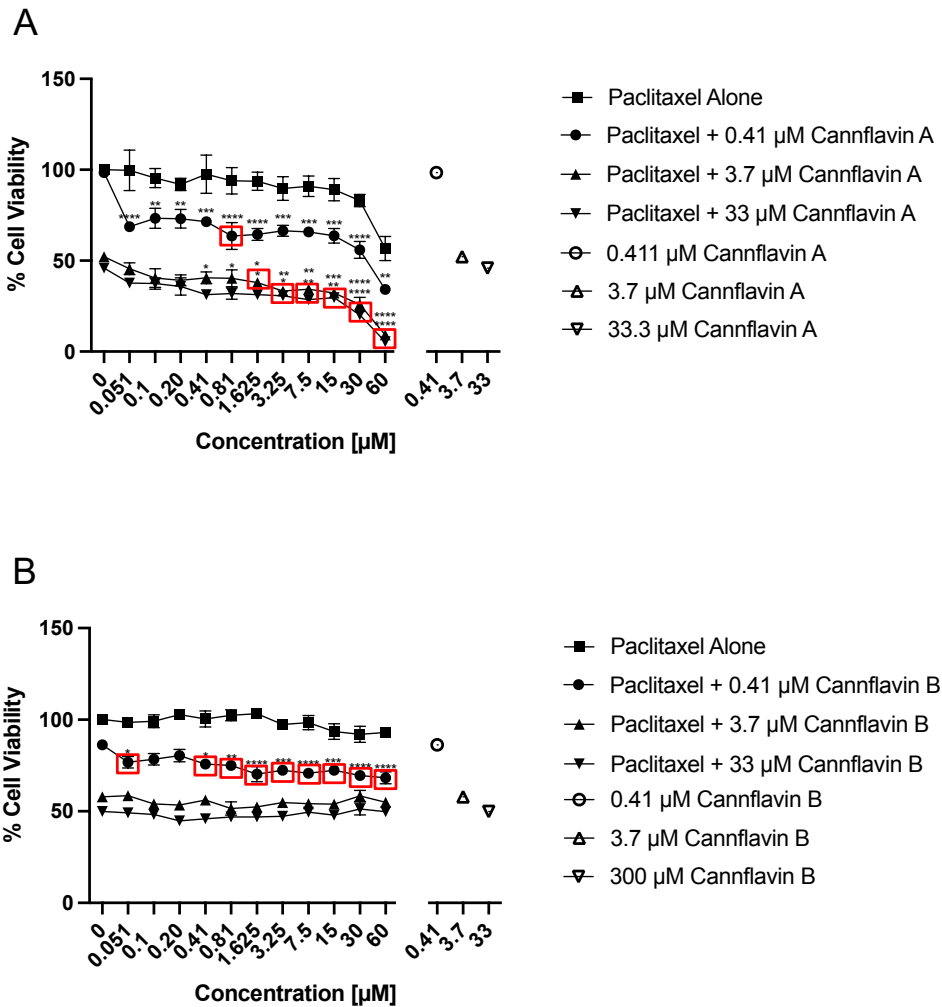 A
150
100
50
0
% Cell Viability
**** ** ** *** **** **** *** *** *** **** **
* * * ** ** *** **** ****
* * ** ** **** ****
0 0.051 0.1 0.20 0.41 0.81 1.625 3.25 7.5 15 30 60 0.41 3.7 33
Concentration [µM]
Paclitaxel Alone
Paclitaxel + 0.41 µM Cannflavin A
Paclitaxel + 3.7 µM Cannflavin A
Paclitaxel + 33 µM Cannflavin A
0.411 µM Cannflavin A
3.7 µM Cannflavin A
33.3 µM Cannflavin A
B
150
100
50
0
% Cell Viability
* * ** **** *** **** *** **** ****
0 0.051 0.1 0.20 0.41 0.81 1.625 3.25 7.5 15 30 60 0.41 3.7 33
Concentration [µM]
Paclitaxel Alone
Paclitaxel + 0.41 µM Cannflavin B
Paclitaxel + 3.7 µM Cannflavin B
Paclitaxel + 33 µM Cannflavin B
0.41 µM Cannflavin B
3.7 µM Cannflavin B
300 µM Cannflavin B